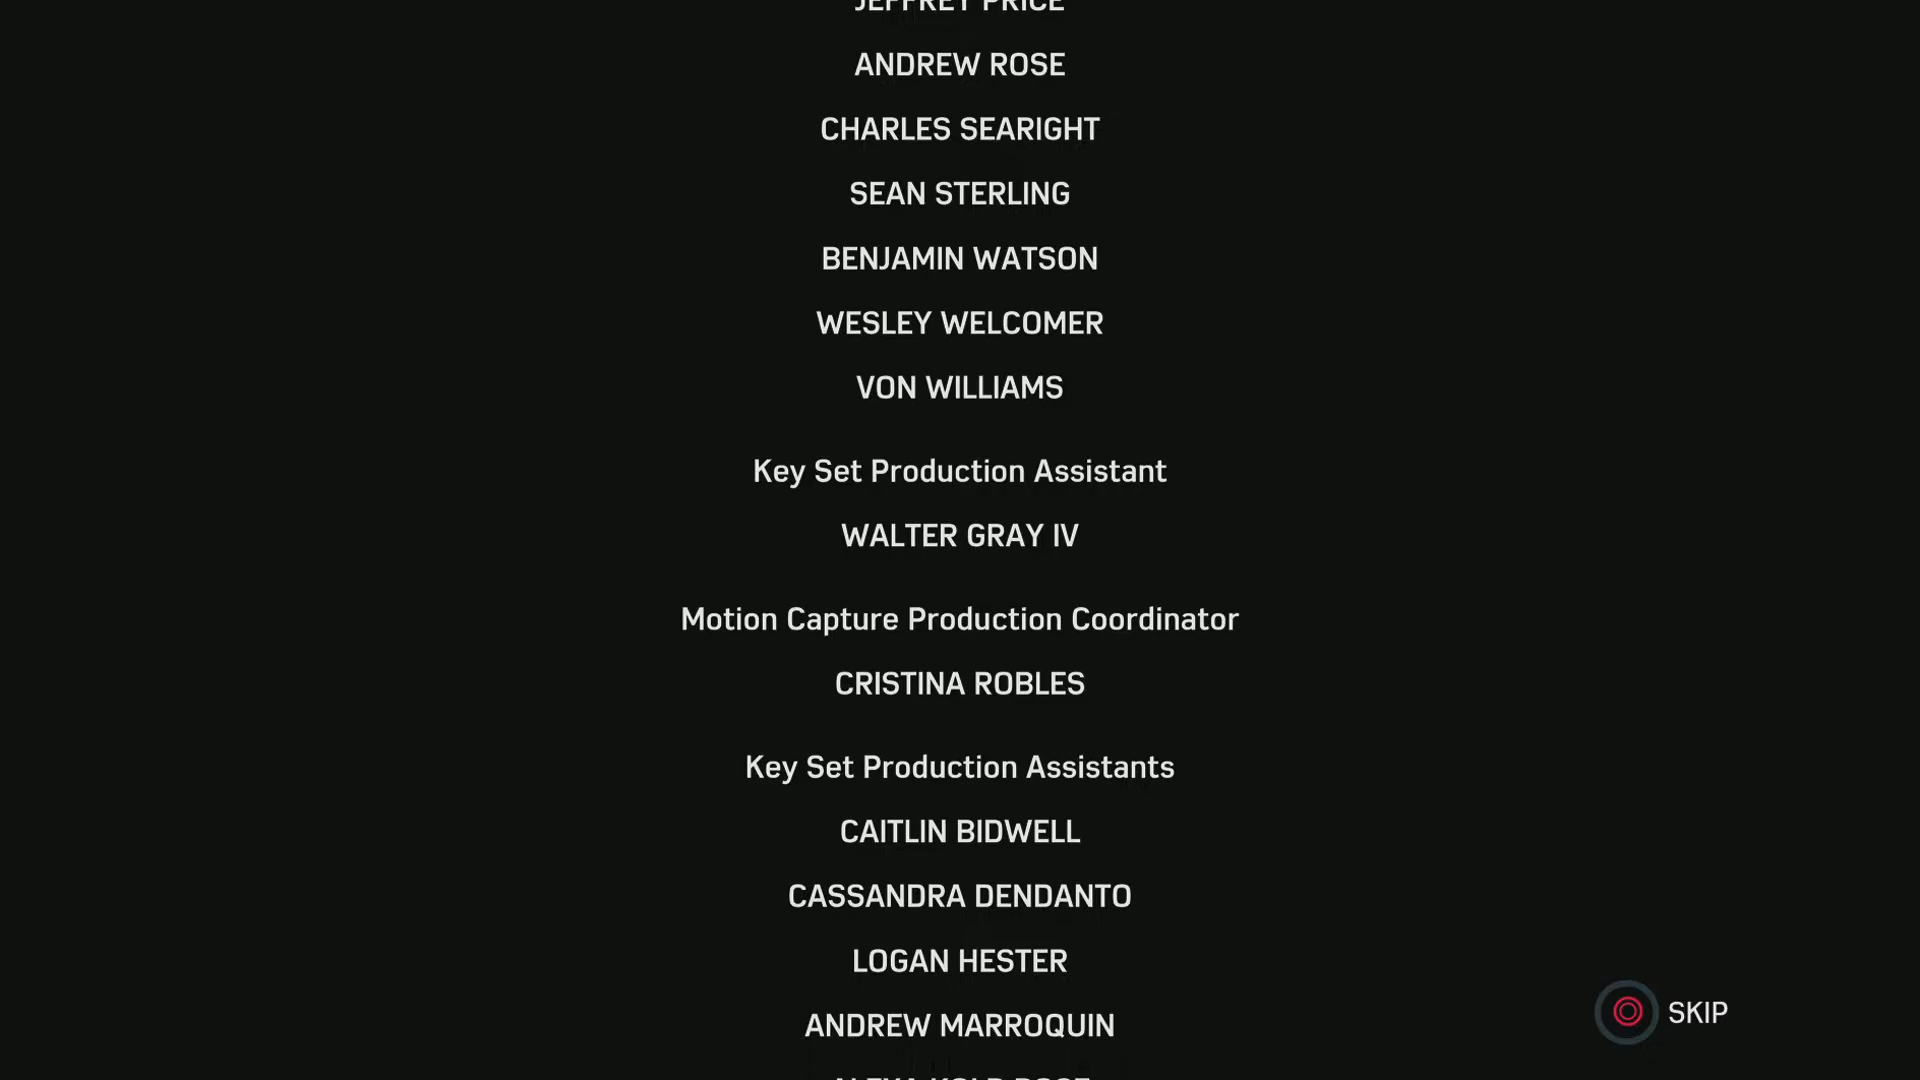 JEFFREY PRICE
ANDREW ROSE
CHARLES SEARIGHT
SEAN STERLING
BENJAMIN WATSON
WESLEY WELCOMER
VON WILLIAMS
Key Set Production Assistant
WALTER GRAY IV
Motion Capture Production Coordinator
CRISTINA ROBLES
Key Set Production Assistants
CAITLIN BIDWELL
CASSANDRA DENDANTO
LOGAN HESTER
ANDREW MARROQUIN
SKIP